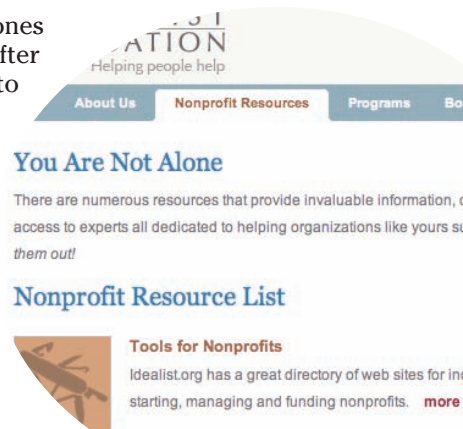 ones
fter
to
ATION
Helping people help
About Us Nonprofit Resources Programs
You Are Not Alone
There are numerous resources that provide invaluable information,
access to experts all dedicated to helping organizations like yours
them out!
Nonprofit Resource List
Tools for Nonprofits
Idealist.org has a great directory of web sites for
starting, managing and funding nonprofits. more